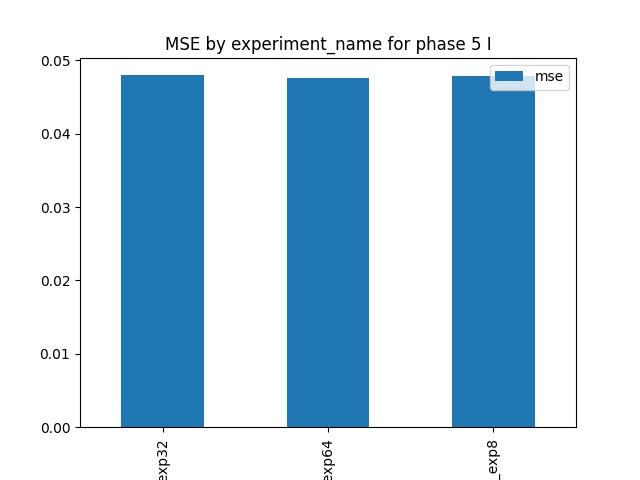 MSE by experiment_name for phase 5 I
mse
0.05
0.04
0.03
0.02
0.01
0.00
exp32
exp64
_exp8